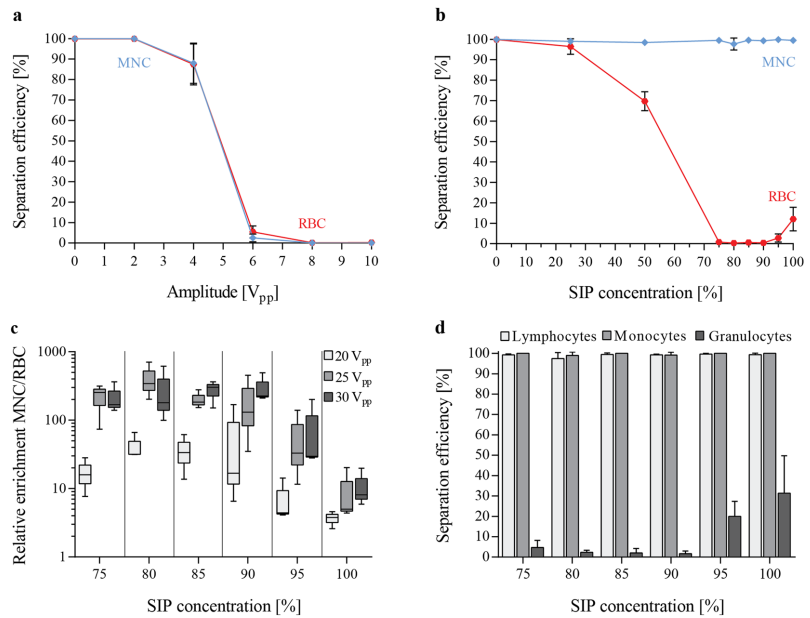 a
Separation efficiency [%]
100
90
80
70
60
50
40
30
20
10
0
MNC
RBC
0 1 2 3 4 5 6 7 8 9 10
Amplitude [Vpp]
b
Separation efficiency [%]
100
90
80
70
60
50
40
30
20
10
0
MNC
RBC
0 10 20 30 40 50 60 70 80 90 100
SIP concentration [%]
c
Relative enrichment MNC/RBC
1000
100
10
1
20 Vpp
25 Vpp
30 Vpp
75 80 85 90 95 100
SIP concentration [%]
d
Lymphocytes Monocytes Granulocytes
Separation efficiency [%]
100
90
80
70
60
50
40
30
20
10
0
75 80 85 90 95 100
SIP concentration [%]